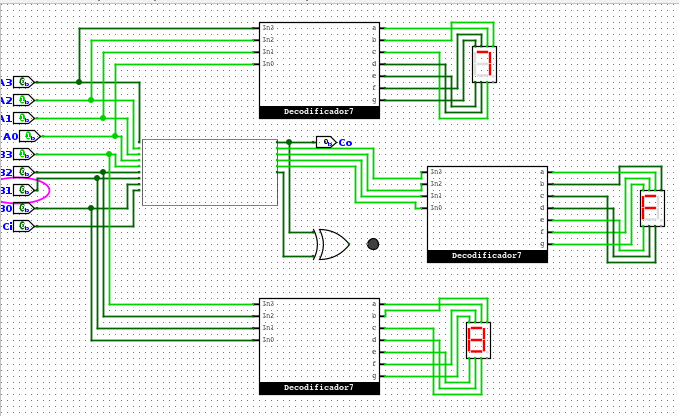 In3 a
In2 b
In1 c
In0 d
e
f
g
Decodificador7
A3
A2
A1
A0
B3
B2
B1
B0
Ci
Co
In3 a
In2 b
In1 c
In0 d
e
f
g
Decodificador7
In3 a
In2 b
In1 c
In0 d
e
f
g
Decodificador7